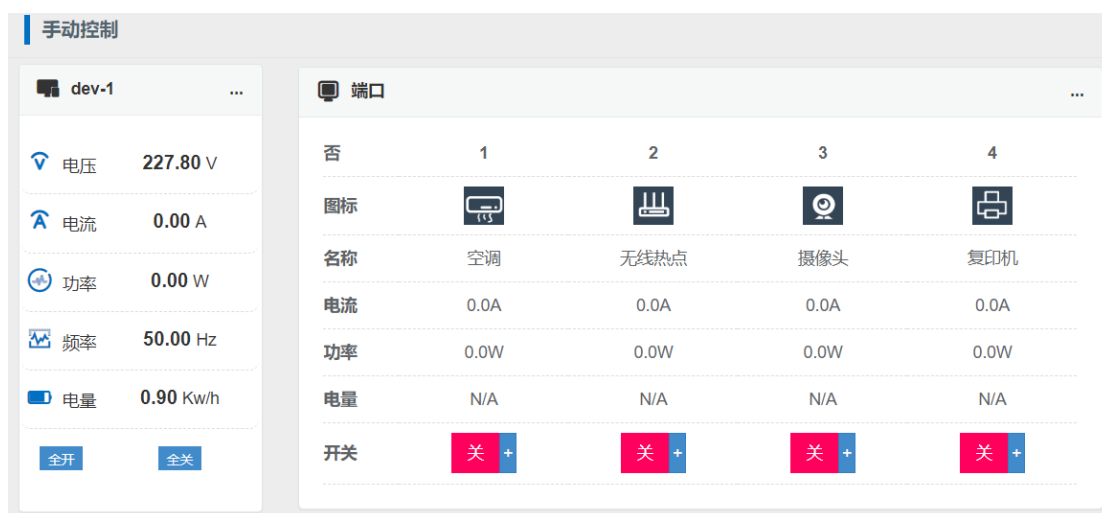 手动控制
dev-1 ...
电压 227.80 V
电流 0.00 A
功率 0.00 W
频率 50.00 Hz
电量 0.90 Kw/h
全开 全关
端口 ...
否 1 2 3 4
图标
名称 空调 无线热点 摄像头 复印机
电流 0.0A 0.0A 0.0A 0.0A
功率 0.0W 0.0W 0.0W 0.0W
电量 N/A N/A N/A N/A
开关 关 + 关 + 关 + 关 +